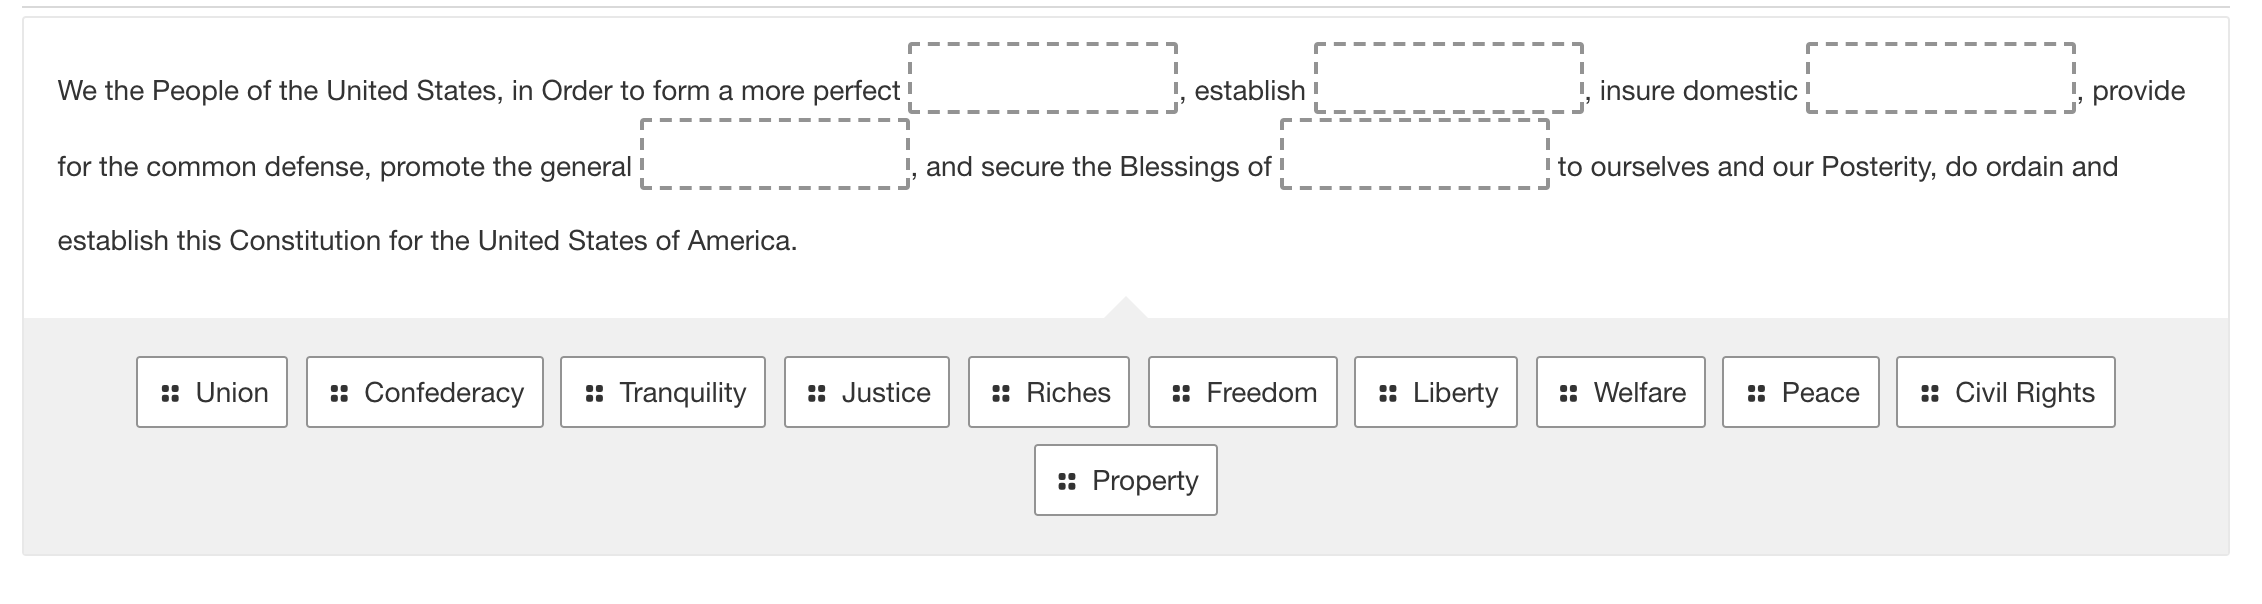 We the People of the United States, in Order to form a more perfect , establish , insure domestic , provide
for the common defense, promote the general , and secure the Blessings of to ourselves and our Posterity, do ordain and
establish this Constitution for the United States of America.
Union Confederacy Tranquility Justice Riches Freedom Liberty Welfare Peace Civil Rights
Property